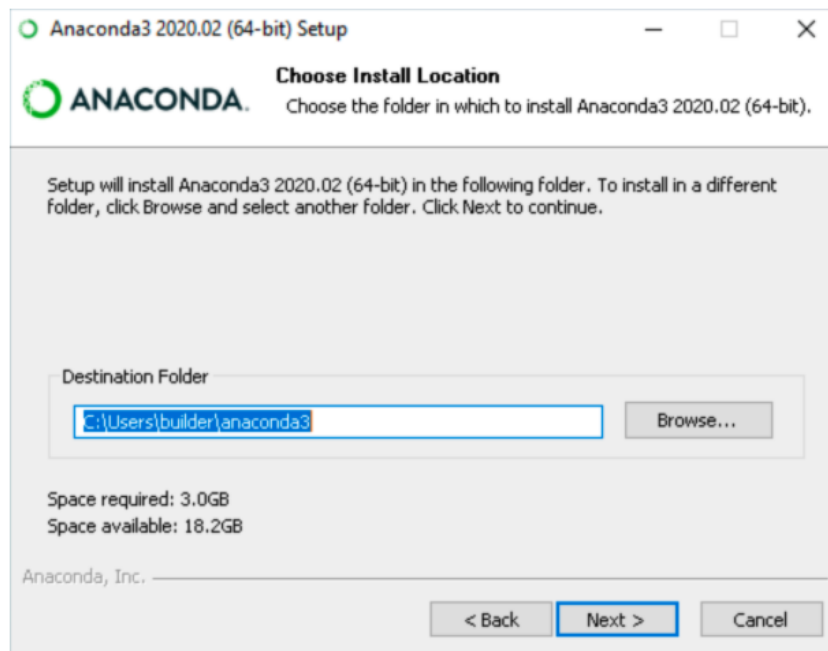 Anaconda3 2020.02 (64-bit) Setup
ANACONDA.
Choose Install Location
Choose the folder in which to install Anaconda3 2020.02 (64-bit).
Setup will install Anaconda3 2020.02 (64-bit) in the following folder. To install in a different
folder, click Browse and select another folder. Click Next to continue.
Destination Folder
C:\Users\builder\anaconda3
Browse...
Space required: 3.0GB
Space available: 18.2GB
Anaconda, Inc.
< Back
Next >
Cancel